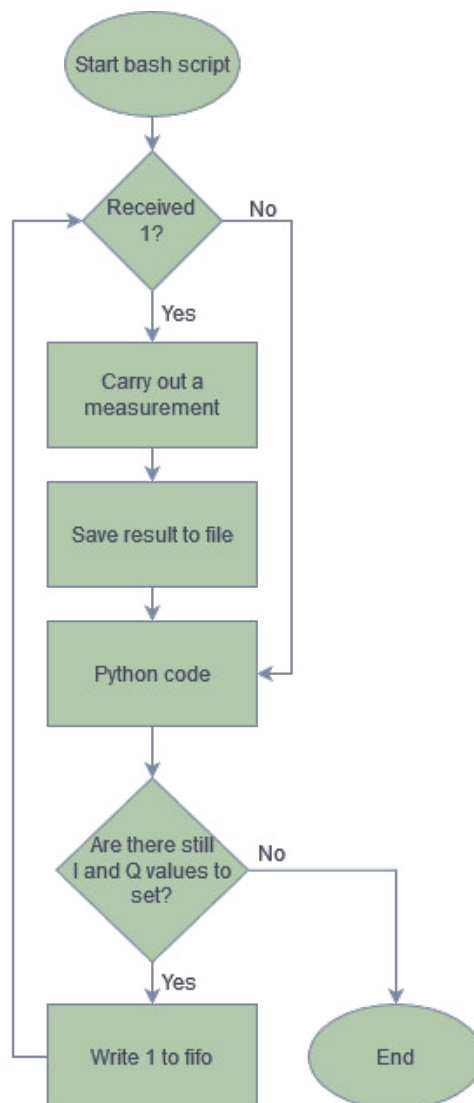 Start bash script
Received
1?
No
Yes
Carry out a
measurement
Save result to file
Python code
Are there still
I and Q values to
set?
No
Yes
Write 1 to fifo
End